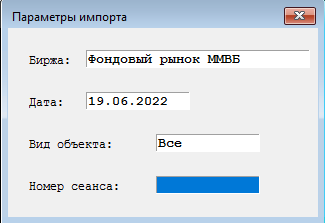 Параметры импорта
Биржа: Фондовый рынок ММВБ
Дата: 19.06.2022
Вид объекта: Все
Номер сеанса: